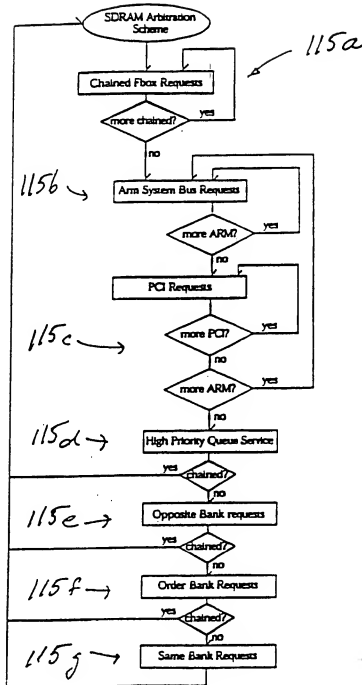 SDRAM Arbitration
Scheme
115a
Chained Fbox Requests
more chained?
yes
no
115b
Arm System Bus Requests
more ARM?
yes
no
PCI Requests
115c
more PCI?
yes
no
more ARM?
yes
no
115d
High Priority Queue Service
yes
chained?
no
115e
Opposite Bank requests
yes
chained?
no
115f
Order Bank Requests
yes
chained?
no
115g
Same Bank Requests